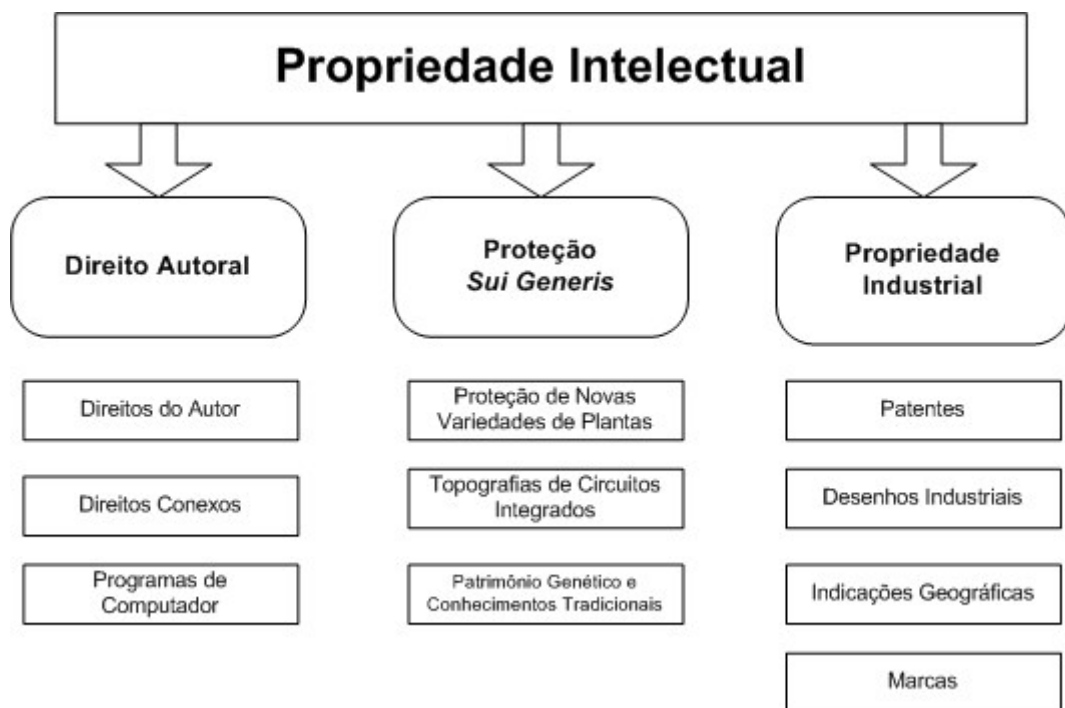 Propriedade Intelectual
Direito Autoral
Direitos do Autor
Direitos Conexos
Programas de
Computador
Proteção
Sui Generis
Proteção de Novas
Variedades de Plantas
Topografias de Circuitos
Integrados
Patrimônio Genético e
Conhecimentos Tradicionais
Propriedade
Industrial
Patentes
Desenhos Industriais
Indicações Geográficas
Marcas